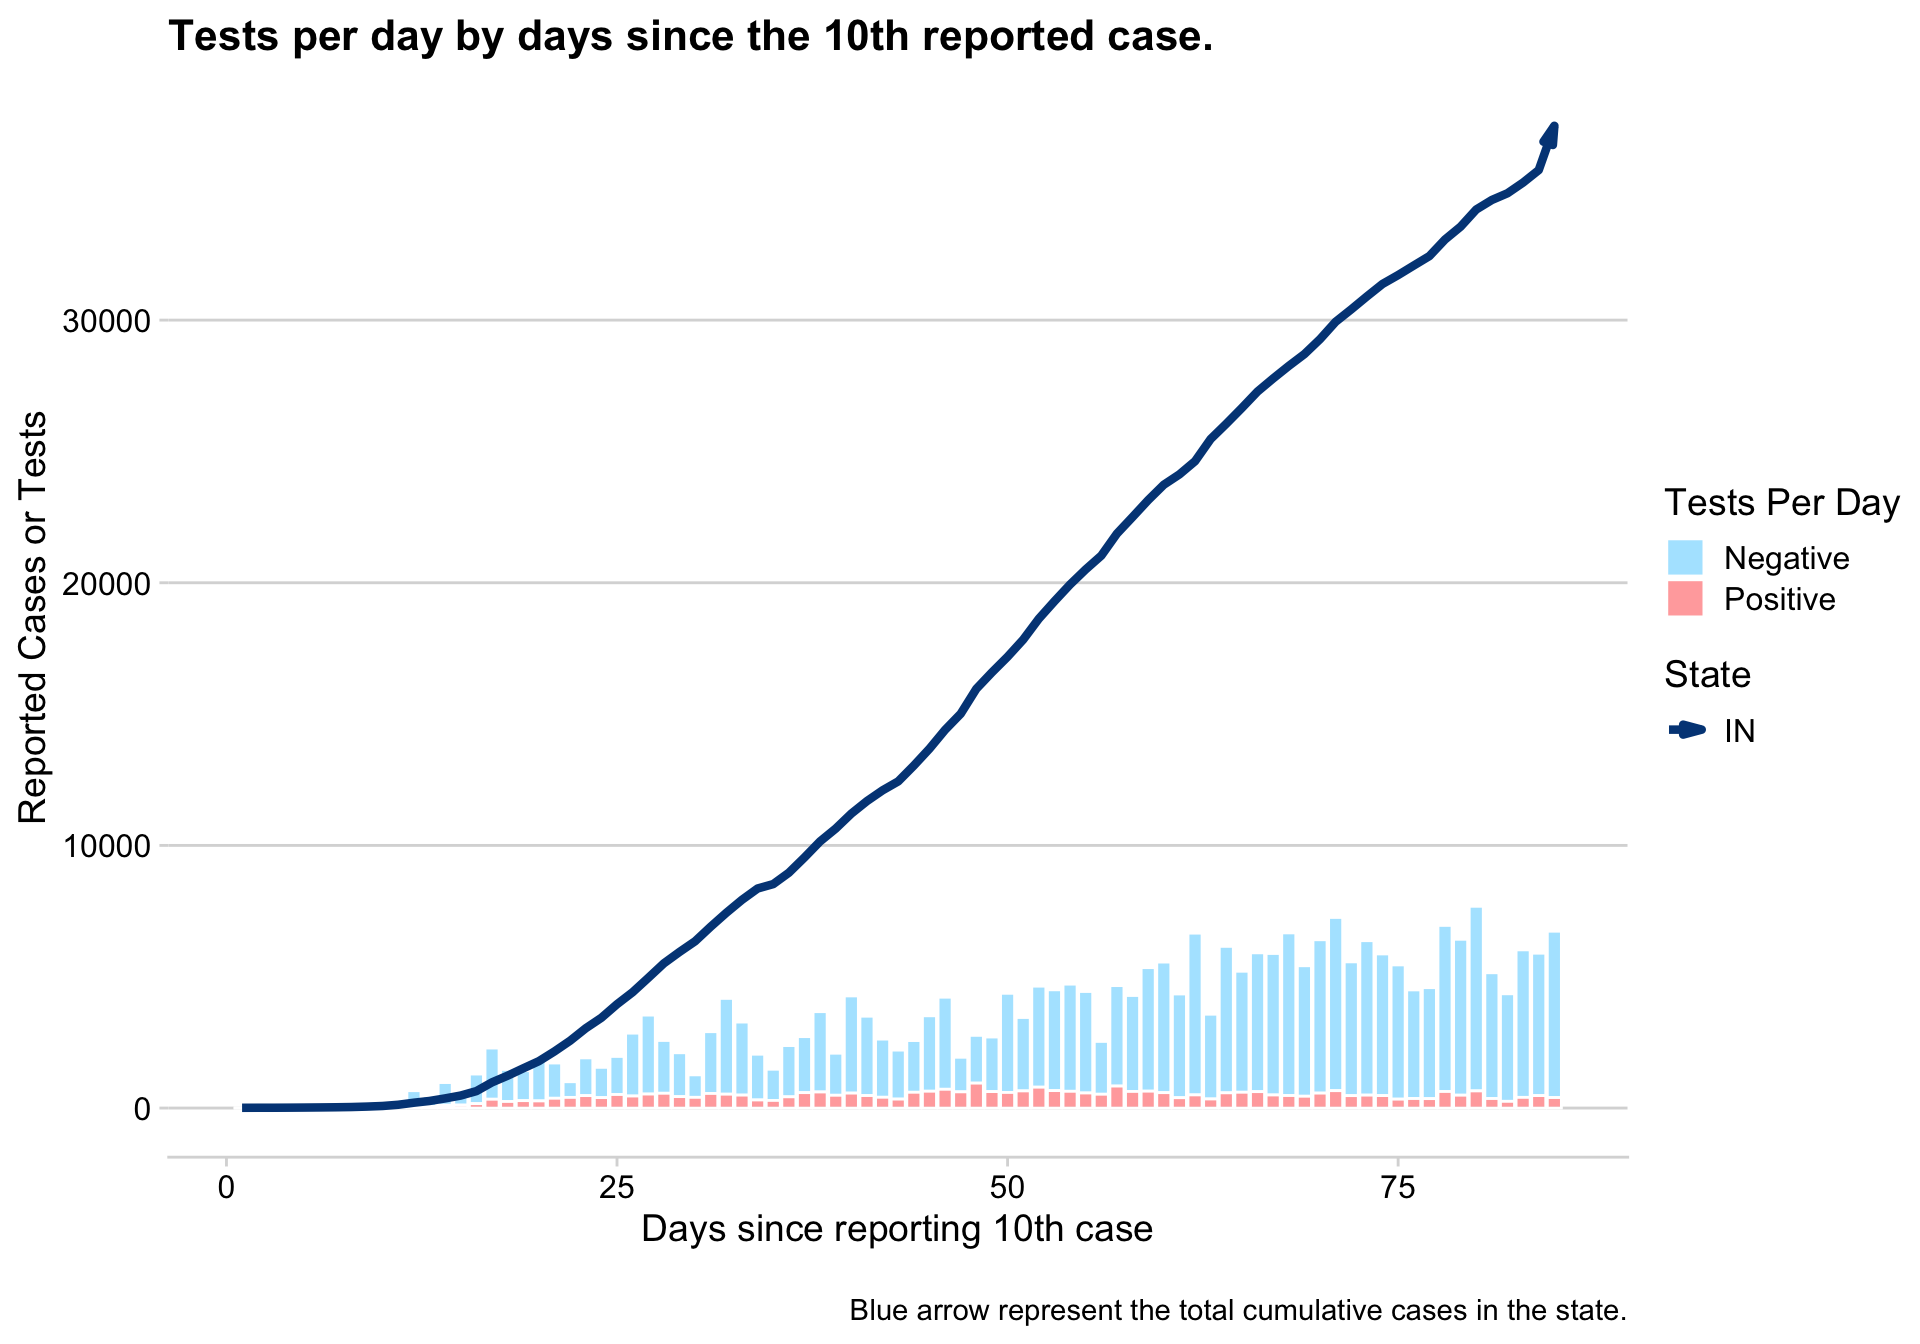 Tests per day by days since the 10th reported case.
Reported Cases or Tests
30000
20000
10000
0
0
25
50
75
Days since reporting 10th case
Tests Per Day
Negative
Positive
State
IN
Blue arrow represent the total cumulative cases in the state.